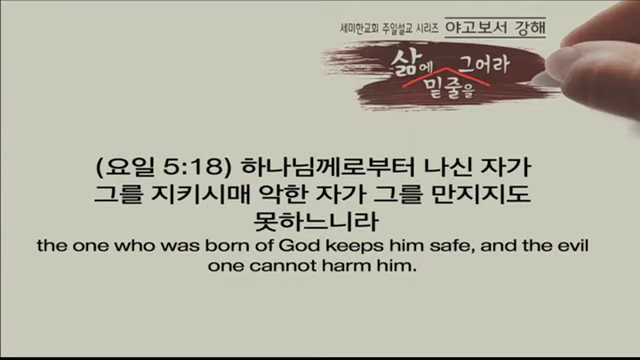 세미한교회 주일설교 시리즈 야고보서 강해
삶에 그어라
밑줄을
(요일 5:18) 하나님께로부터 나신 자가
그를 지키시매 악한 자가 그를 만지지도
못하느니라
the one who was born of God keeps him safe, and the evil
one cannot harm him.